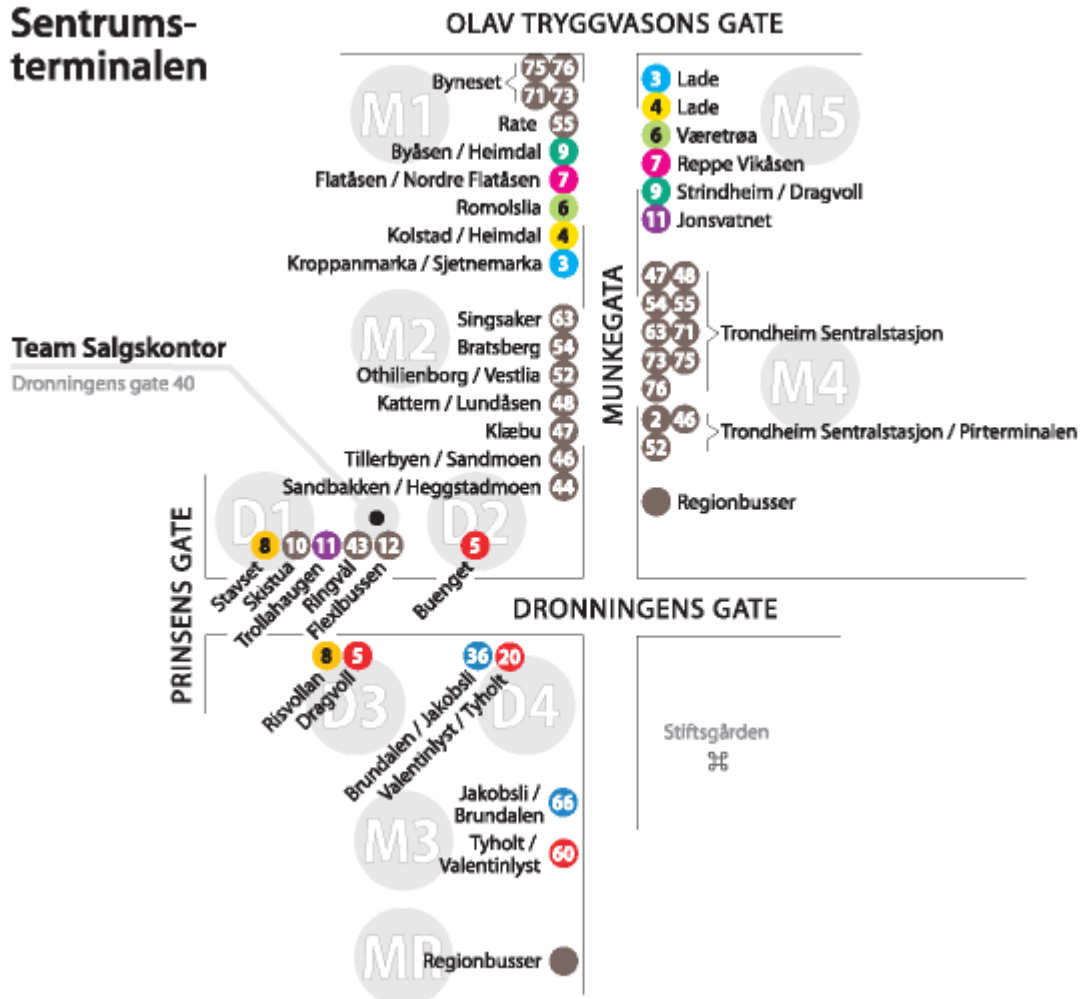 Sentrums-
terminalen
OLAV TRYGGVASONS GATE
M1
Byneset 75 76
71 73
Rate 55
Byåsen / Heimdal 9
Flatåsen / Nordre Flatåsen 7
Romolslia 6
Kolstad / Heimdal 4
Kroppanmarka / Sjetnemarka 3
M5
3 Lade
4 Lade
6 Væretrøa
7 Reppe Vikåsen
9 Strindheim / Dragvoll
11 Jonsvatnet
MUNKEGATA
M2
Singsaker 63
Bratsberg 54
Othilienborg / Vestlia 52
Kattem / Lundåsen 48
Klæbu 47
Tillerbyen / Sandmoen 46
Sandbakken / Heggstadmoen 44
M4
47 48
54 55
63 71 Trondheim Sentralstasjon
73 75
76
2 46 Trondheim Sentralstasjon / Pirterminalen
52
Regionbusser
Team Salgskontor
Dronningens gate 40
PRINSENS GATE
D1
8 Stavset
10 Skistua
11 Trollahaugen
43 Ringvål
12 Flexibussen
D2
5 Buenget
DRONNINGENS GATE
D3
8 Risvollan
5 Dragvoll
D4
36 Brundalen / Jakobsli
20 Valentinlyst / Tyholt
Stiftsgården
⌘
M3
Jakobsli / 66
Brundalen
Tyholt / 60
Valentinlyst
MR
Regionbusser